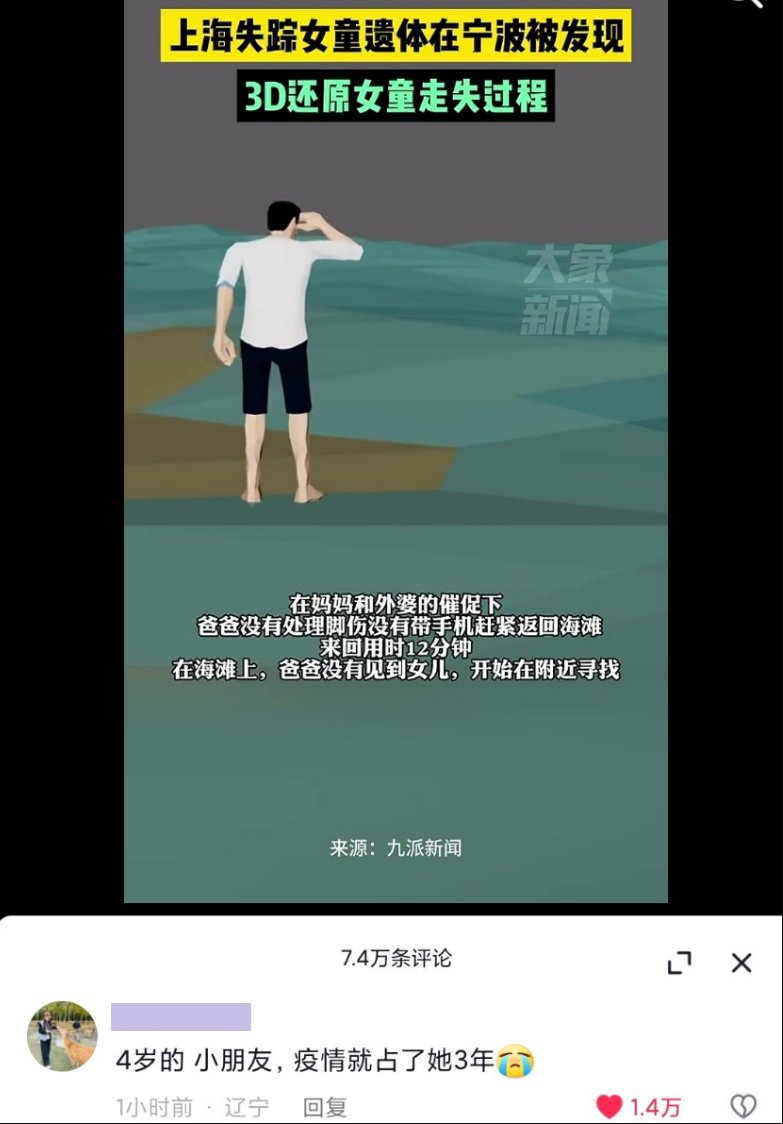 上海失踪女童遗体在宁波被发现
3D还原女童走失过程
大象
新闻
在妈妈和外婆的催促下
爸爸没有处理脚伤没有带手机赶紧返回海滩
来回用时12分钟
在海滩上，爸爸没有见到女儿，开始在附近寻找
来源：九派新闻
7.4万条评论
4岁的 小朋友，疫情就占了她3年😭
1小时前 · 辽宁 回复 1.4万